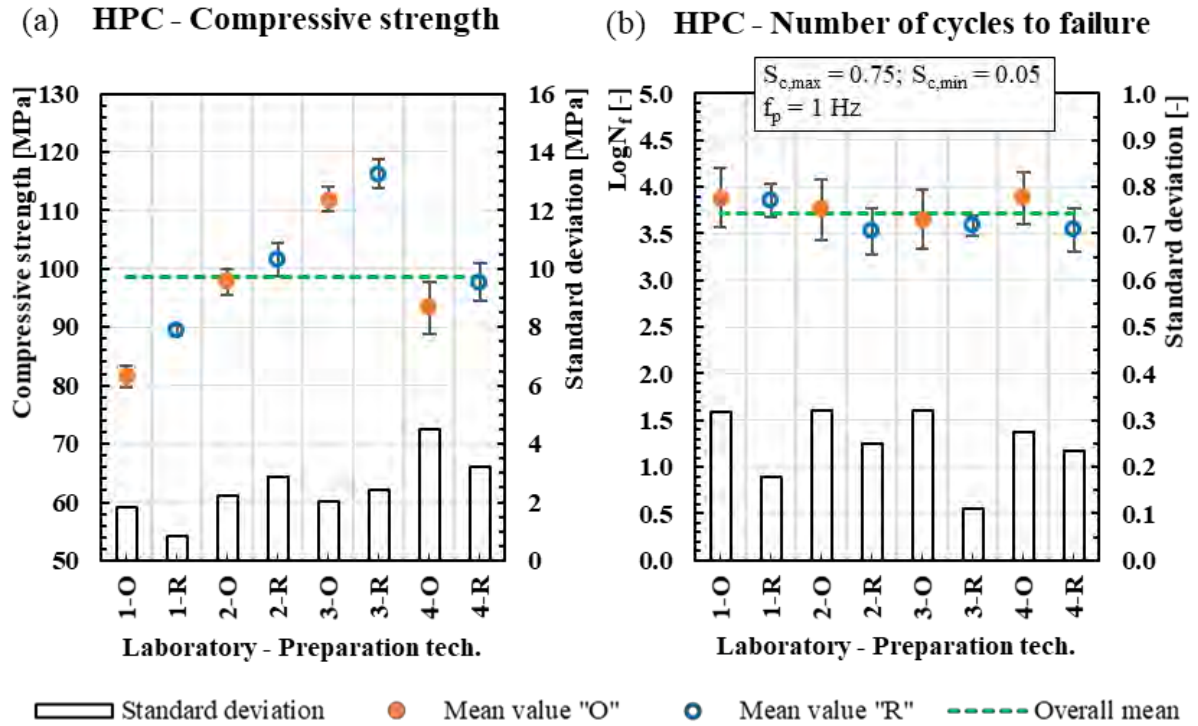 (a) HPC - Compressive strength
Compressive strength [MPa]
130
120
110
100
90
80
70
60
50
16
14
12
10
8
6
4
2
0
Standard deviation [MPa]
1-O
1-R
2-O
2-R
3-O
3-R
4-O
4-R
Laboratory - Preparation tech.
(b) HPC - Number of cycles to failure
S_c,max = 0.75; S_c,min = 0.05
f_p = 1 Hz
LogN_f [-]
5.0
4.5
4.0
3.5
3.0
2.5
2.0
1.5
1.0
0.5
0.0
1.0
0.9
0.8
0.7
0.6
0.5
0.4
0.3
0.2
0.1
0.0
Standard deviation [-]
1-O
1-R
2-O
2-R
3-O
3-R
4-O
4-R
Laboratory - Preparation tech.
Standard deviation Mean value "O" Mean value "R" Overall mean